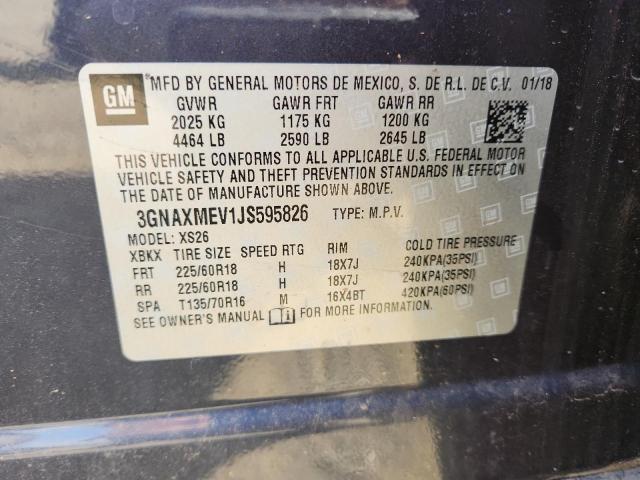 GM
MFD BY GENERAL MOTORS DE MEXICO, S. DE R.L. DE C.V. 01/18
GVWR GAWR FRT GAWR RR
2025 KG 1175 KG 1200 KG
4464 LB 2590 LB 2645 LB
THIS VEHICLE CONFORMS TO ALL APPLICABLE U.S. FEDERAL MOTOR
VEHICLE SAFETY AND THEFT PREVENTION STANDARDS IN EFFECT ON
THE DATE OF MANUFACTURE SHOWN ABOVE.
3GNAXMEV1JS595826 TYPE: M.P.V.
MODEL: XS26
XBKX TIRE SIZE SPEED RTG RIM COLD TIRE PRESSURE
FRT 225/60R18 H 18X7J 240KPA(35PSI)
RR 225/60R18 H 18X7J 240KPA(35PSI)
SPA T135/70R16 M 16X4BT 420KPA(60PSI)
SEE OWNER'S MANUAL FOR MORE INFORMATION.